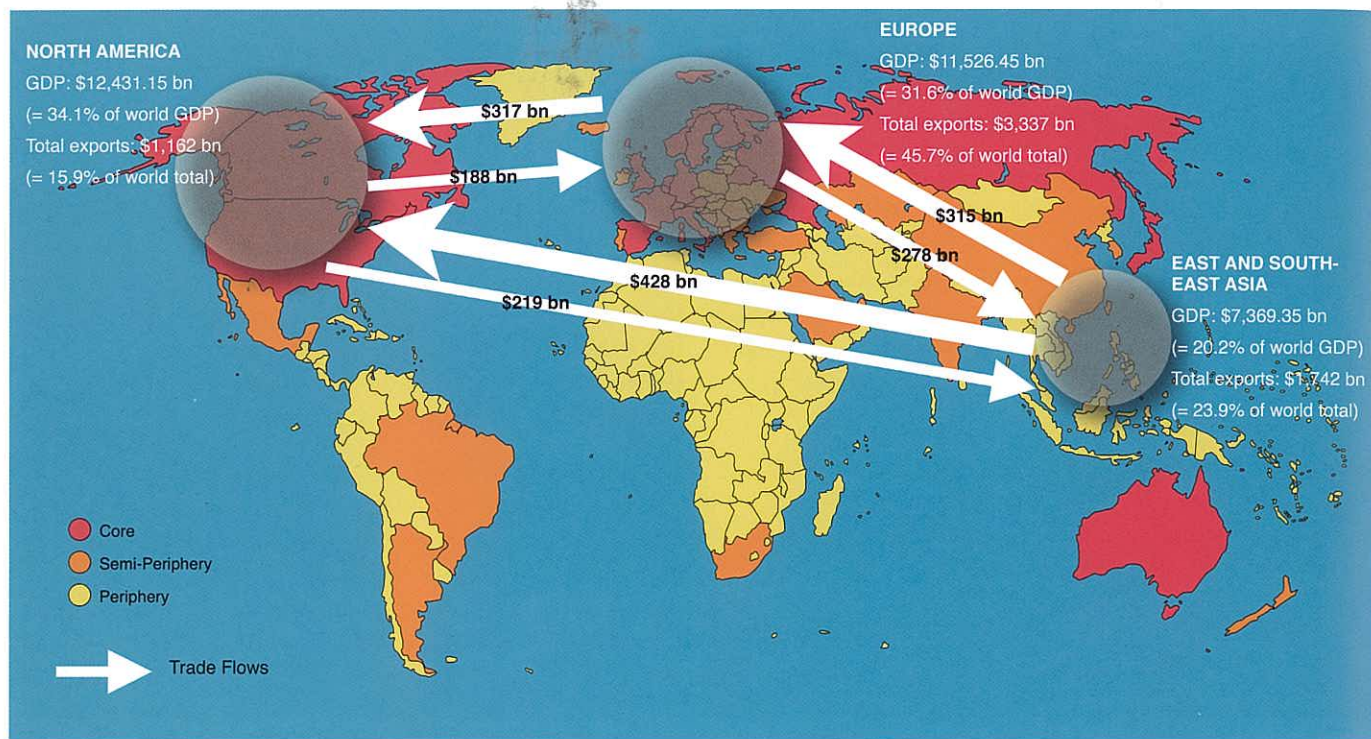 NORTH AMERICA
GDP: $12,431.15 bn
(= 34.1% of world GDP)
Total exports: $1,162 bn
(= 15.9% of world total)
EUROPE
GDP: $11,526.45 bn
(= 31.6% of world GDP)
Total exports: $3,337 bn
(= 45.7% of world total)
$317 bn
$188 bn
$315 bn
$278 bn
$428 bn
$219 bn
EAST AND SOUTH-
EAST ASIA
GDP: $7,369.35 bn
(= 20.2% of world GDP)
Total exports: $1,742 bn
(= 23.9% of world total)
Core
Semi-Periphery
Periphery
Trade Flows